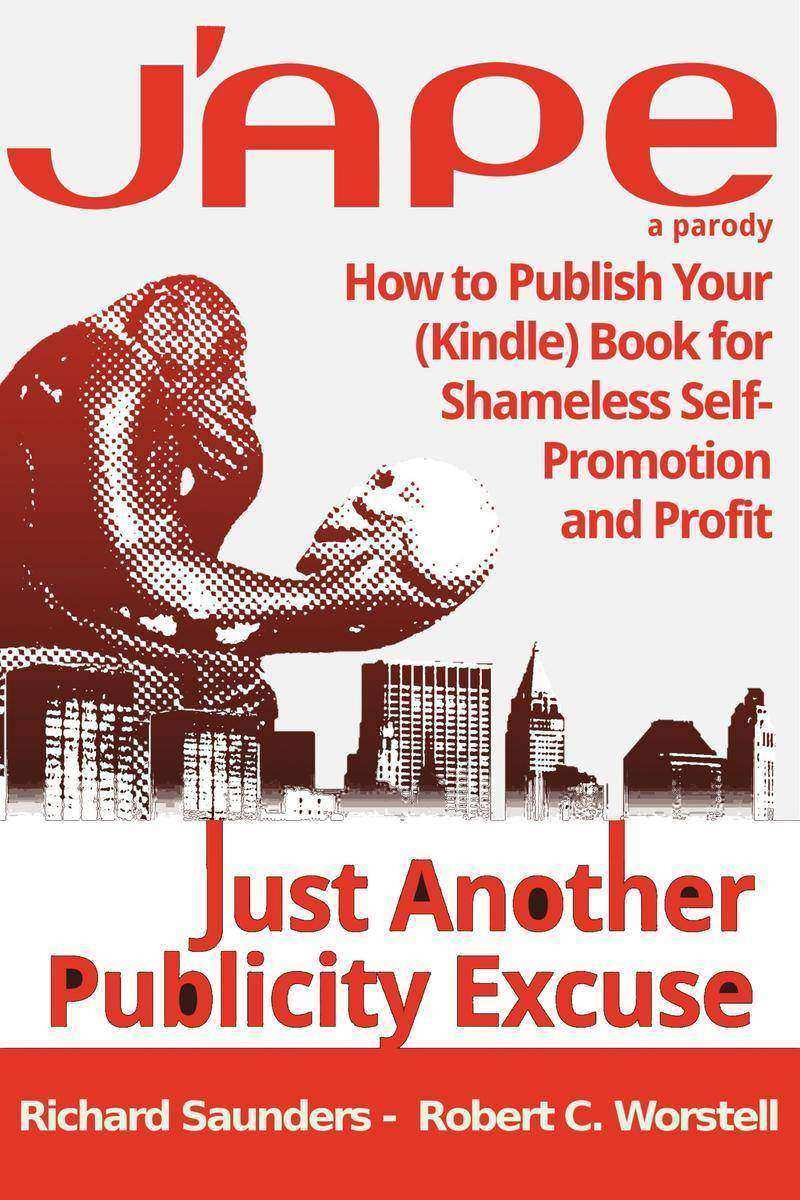 J'APE
a parody
How to Publish Your
(Kindle) Book for
Shameless Self-
Promotion
and Profit
Just Another
Publicity Excuse
Richard Saunders - Robert C. Worstell